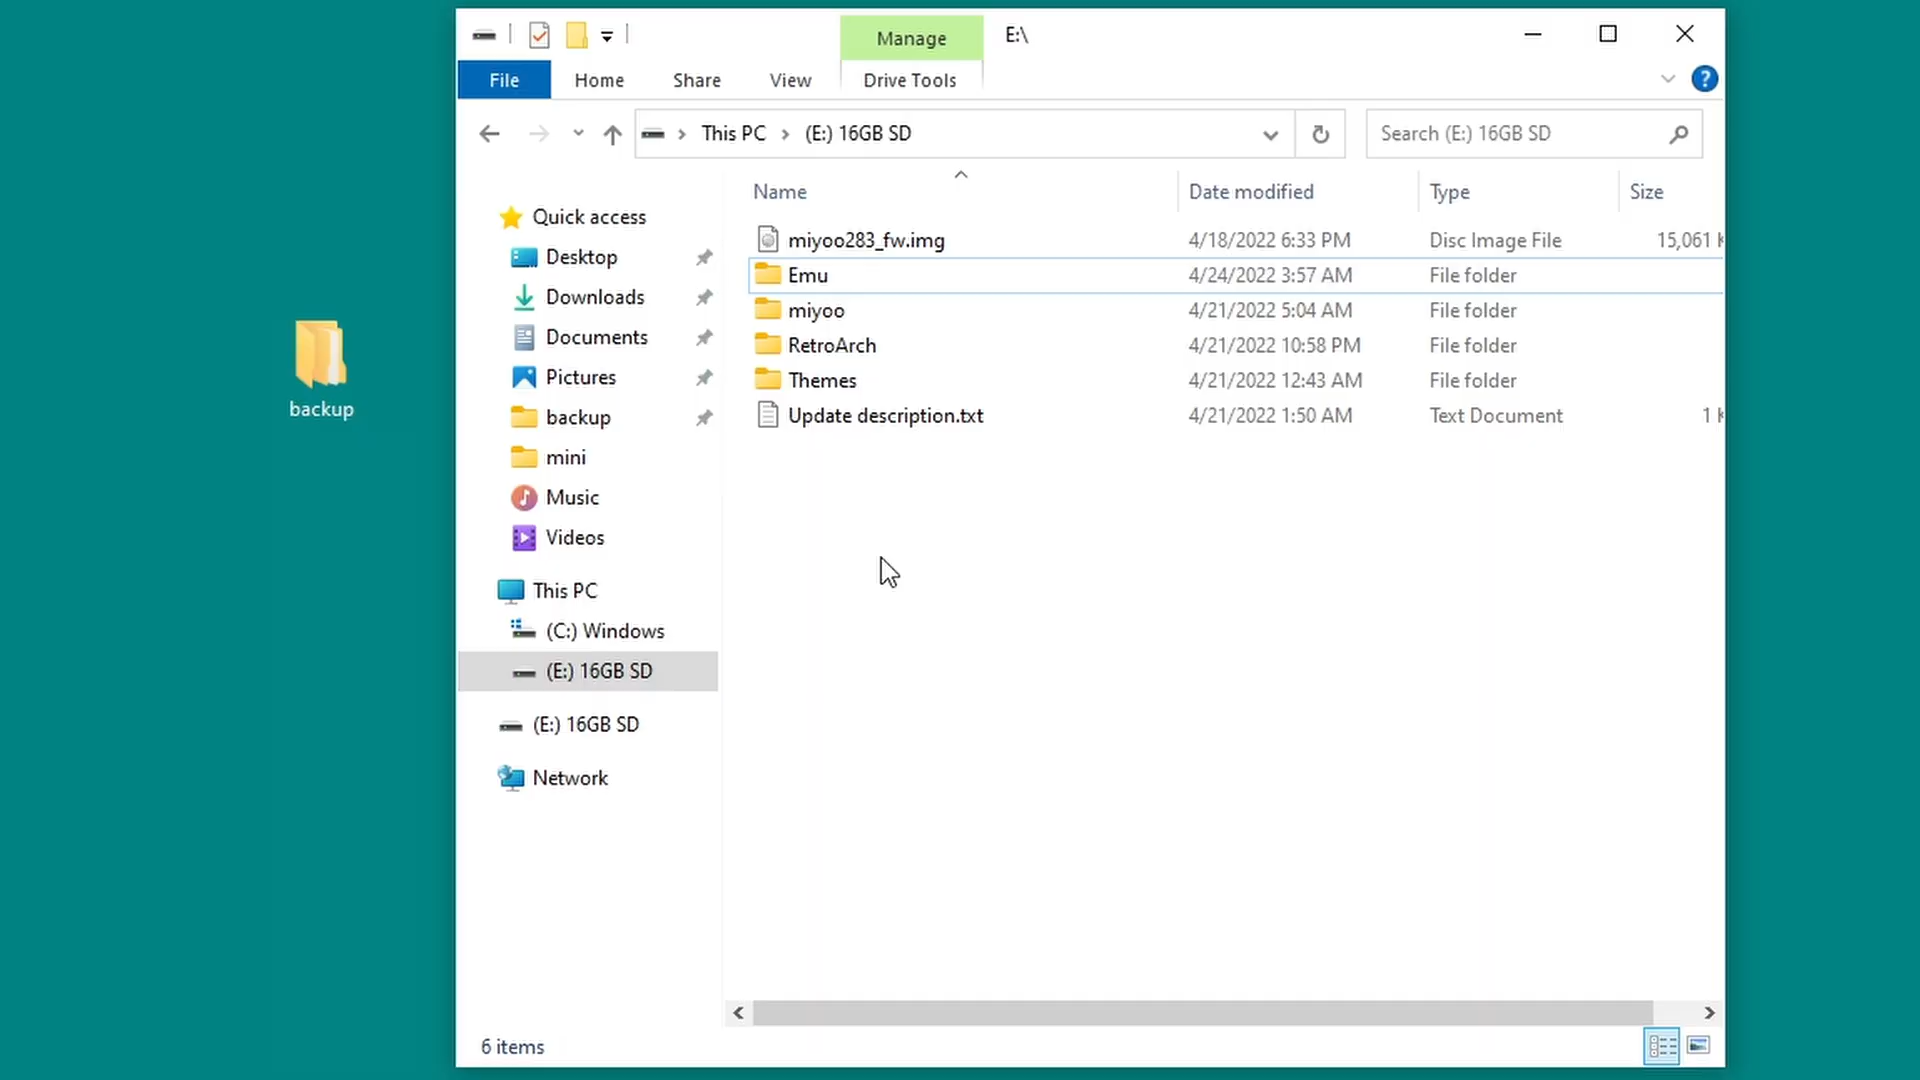 Manage
E:\
File
Home
Share
View
Drive Tools
?
This PC
(E:) 16GB SD
Search (E:) 16GB SD
Name
Date modified
Type
Size
Quick access
Desktop
Downloads
Documents
Pictures
backup
mini
Music
Videos
This PC
(C:) Windows
(E:) 16GB SD
(E:) 16GB SD
Network
miyoo283_fw.img 4/18/2022 6:33 PM Disc Image File 15,061
Emu 4/24/2022 3:57 AM File folder
miyoo 4/21/2022 5:04 AM File folder
RetroArch 4/21/2022 10:58 PM File folder
Themes 4/21/2022 12:43 AM File folder
Update description.txt 4/21/2022 1:50 AM Text Document 1
6 items
backup